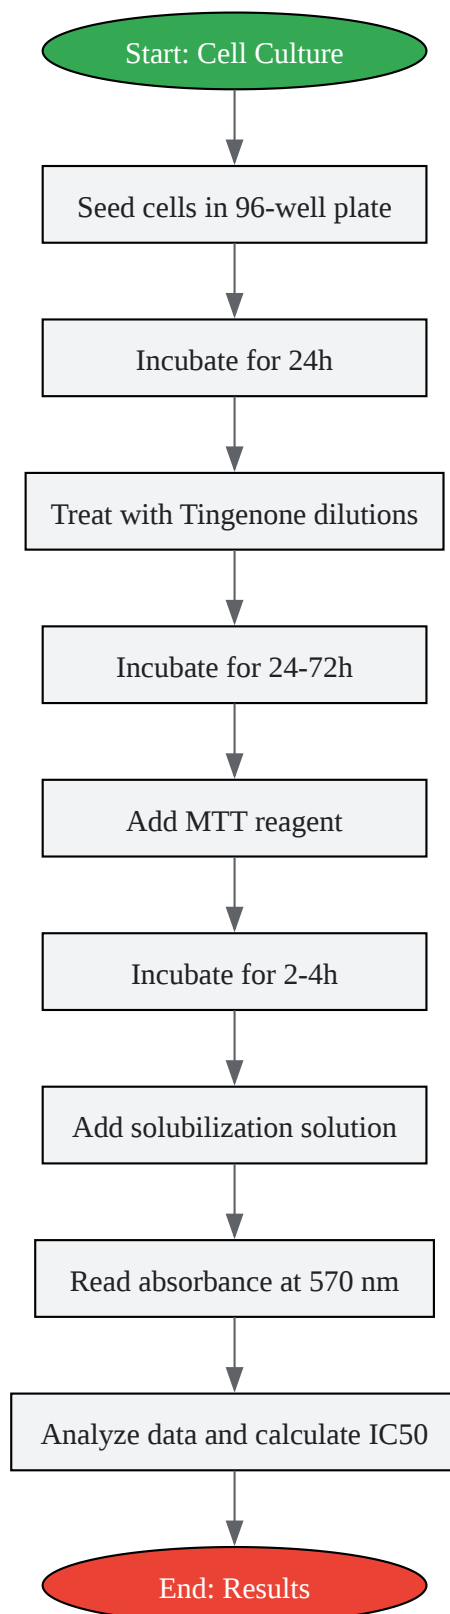 Start: Cell Culture
Seed cells in 96-well plate
Incubate for 24h
Treat with Tingenone dilutions
Incubate for 24-72h
Add MTT reagent
Incubate for 2-4h
Add solubilization solution
Read absorbance at 570 nm
Analyze data and calculate IC50
End: Results